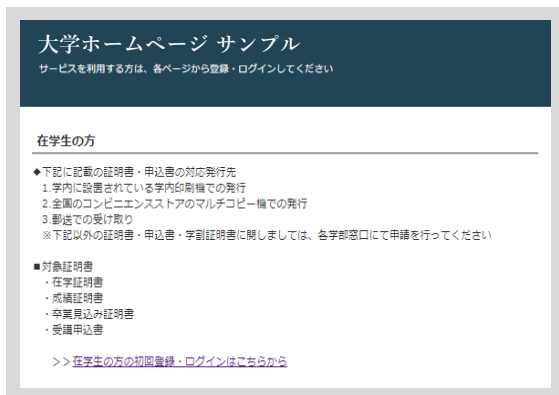 大学ホームページ サンプル
サービスを利用する方は、各ページから登録・ログインしてください
在学生の方
◆下記に記載の証明書・申込書の対応発行先
1.学内に設置されている学内印刷機での発行
2.全国のコンビニエンスストアのマルチコピー機での発行
3.郵送での受け取り
※下記以外の証明書・申込書・学割証明書に関しましては、各学部窓口にて申請を行ってください
■対象証明書
・在学証明書
・成績証明書
・卒業見込み証明書
・受講申込書
>>在学生の方の初回登録・ログインはこちらから